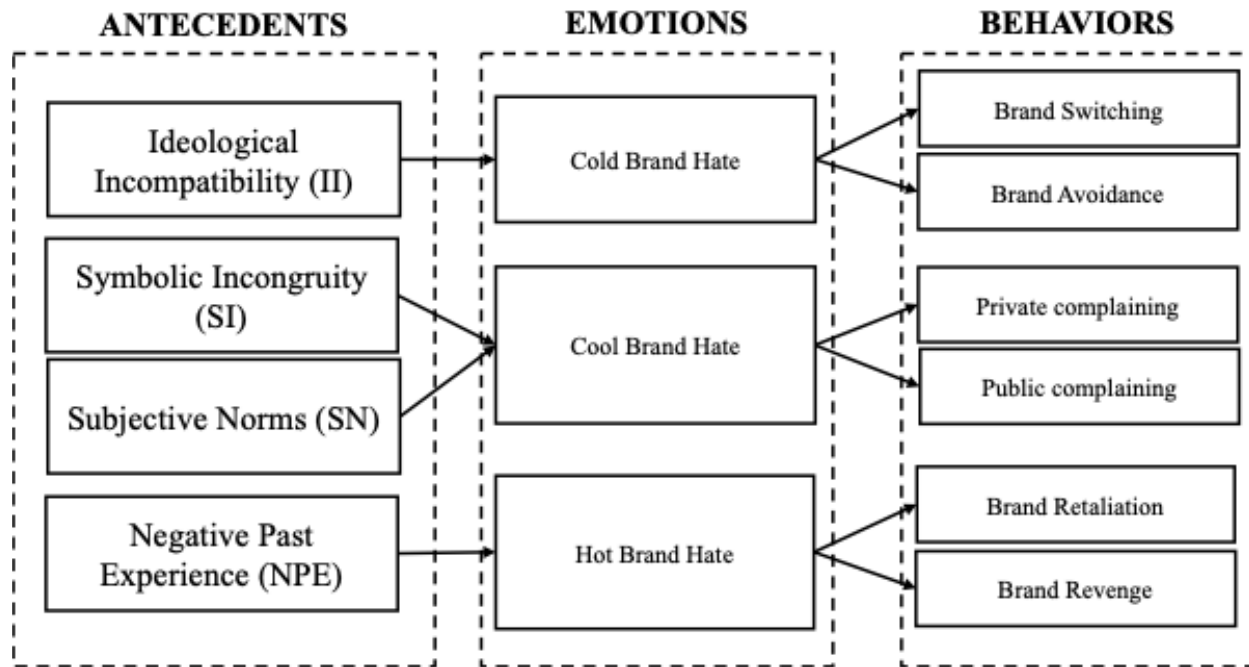 ANTECEDENTS
EMOTIONS
BEHAVIORS
Ideological
Incompatibility (II)
Symbolic Incongruity
(SI)
Subjective Norms (SN)
Negative Past
Experience (NPE)
Cold Brand Hate
Cool Brand Hate
Hot Brand Hate
Brand Switching
Brand Avoidance
Private complaining
Public complaining
Brand Retaliation
Brand Revenge